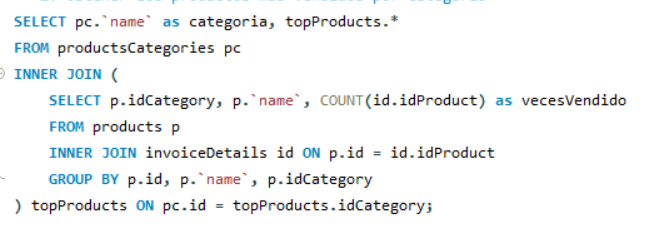 SELECT pc.`name` as categoria, topProducts.*
FROM productsCategories pc
INNER JOIN (
SELECT p.idCategory, p.`name`, COUNT(id.idProduct) as vecesVendido
FROM products p
INNER JOIN invoiceDetails id ON p.id = id.idProduct
GROUP BY p.id, p.`name`, p.idCategory
) topProducts ON pc.id = topProducts.idCategory;